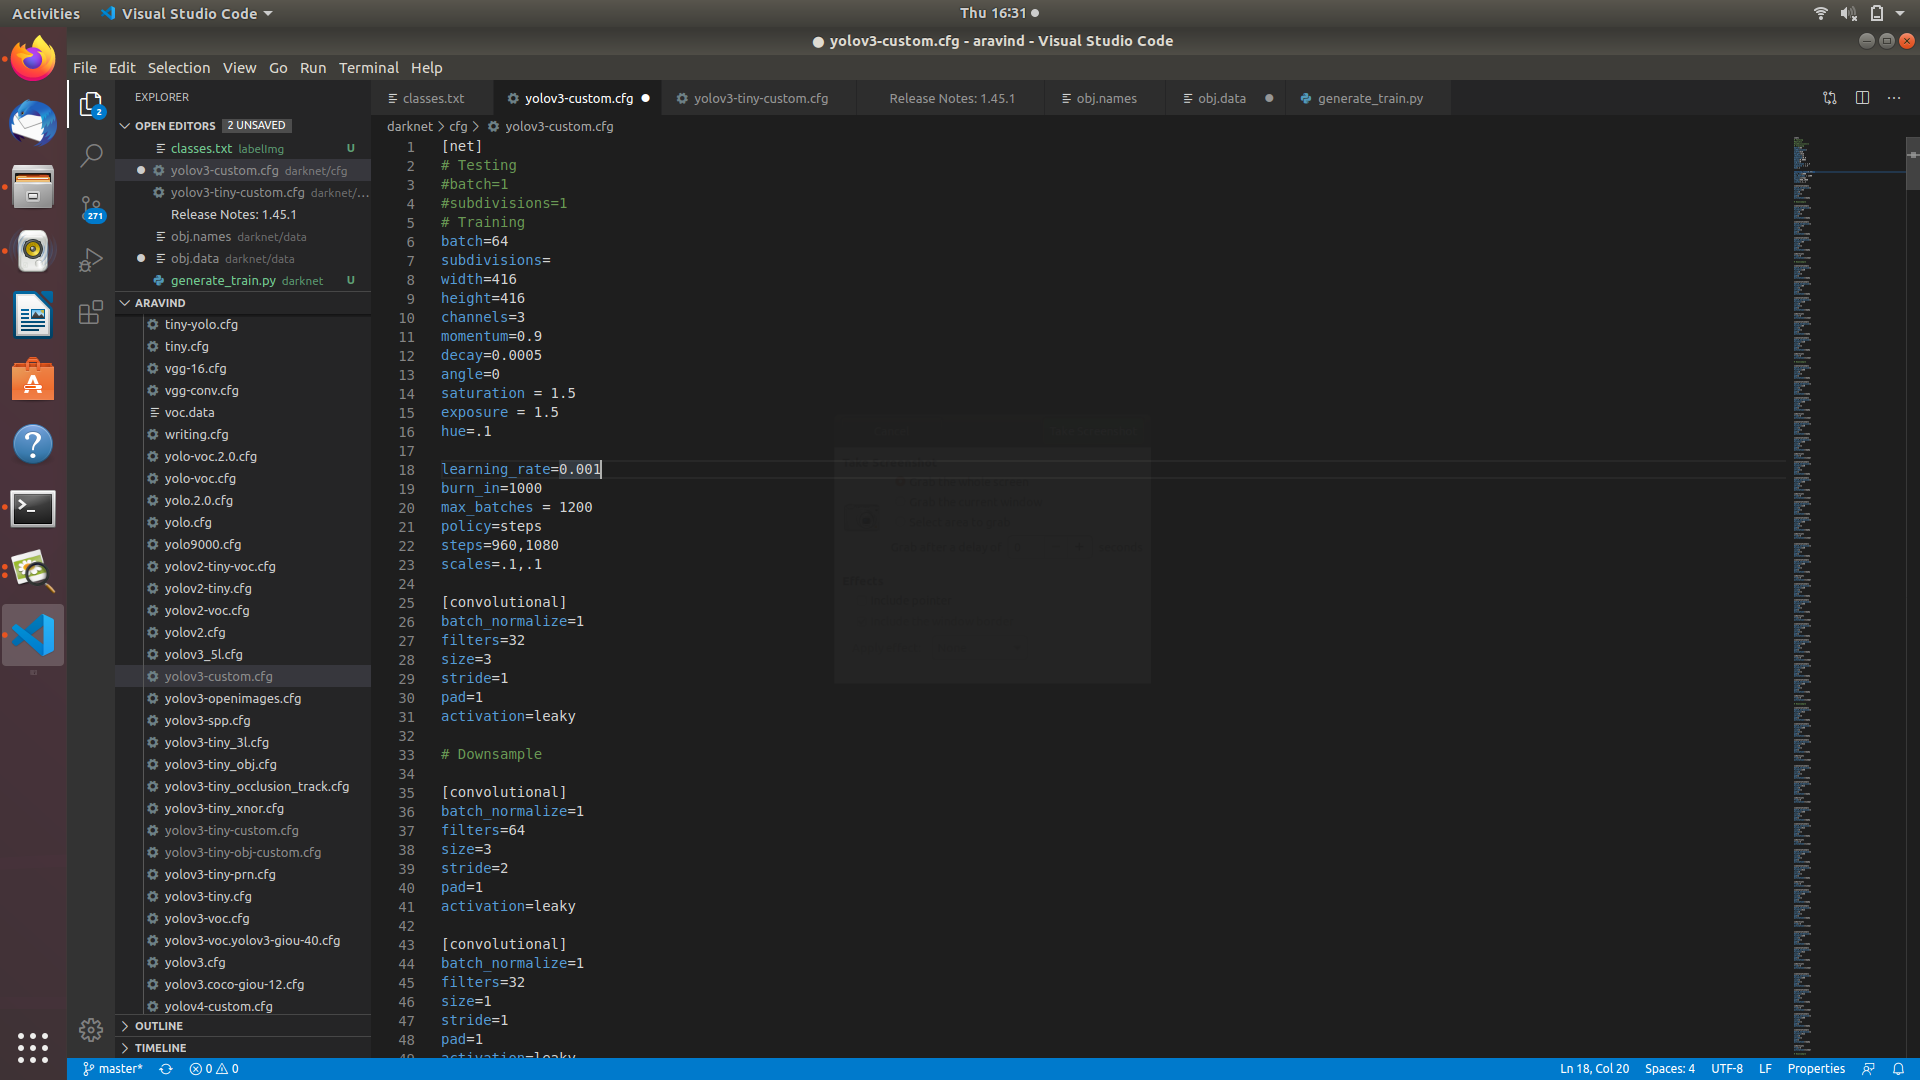 Activities
Visual Studio Code
Thu 16:31
yolov3-custom.cfg - aravind - Visual Studio Code
File Edit Selection View Go Run Terminal Help
EXPLORER
classes.txt
yolov3-custom.cfg
yolov3-tiny-custom.cfg
Release Notes: 1.45.1
obj.names
obj.data
generate_train.py
OPEN EDITORS 2 UNSAVED
classes.txt labelImg U
yolov3-custom.cfg darknet/cfg
yolov3-tiny-custom.cfg darknet/...
Release Notes: 1.45.1
obj.names darknet/data
obj.data darknet/data
generate_train.py darknet U
ARAVIND
tiny-yolo.cfg
tiny.cfg
vgg-16.cfg
vgg-conv.cfg
voc.data
writing.cfg
yolo-voc.2.0.cfg
yolo-voc.cfg
yolo.2.0.cfg
yolo.cfg
yolo9000.cfg
yolov2-tiny-voc.cfg
yolov2-tiny.cfg
yolov2-voc.cfg
yolov2.cfg
yolov3_5l.cfg
yolov3-custom.cfg
yolov3-openimages.cfg
yolov3-spp.cfg
yolov3-tiny_3l.cfg
yolov3-tiny_obj.cfg
yolov3-tiny_occlusion_track.cfg
yolov3-tiny_xnor.cfg
yolov3-tiny-custom.cfg
yolov3-tiny-obj-custom.cfg
yolov3-tiny-prn.cfg
yolov3-tiny.cfg
yolov3-voc.cfg
yolov3-voc.yolov3-giou-40.cfg
yolov3.cfg
yolov3.coco-giou-12.cfg
yolov4-custom.cfg
OUTLINE
TIMELINE
2
271
darknet > cfg > yolov3-custom.cfg
1 [net]
2 # Testing
3 #batch=1
4 #subdivisions=1
5 # Training
6 batch=64
7 subdivisions=
8 width=416
9 height=416
10 channels=3
11 momentum=0.9
12 decay=0.0005
13 angle=0
14 saturation = 1.5
15 exposure = 1.5
16 hue=.1
17
18 learning_rate=0.001
19 burn_in=1000
20 max_batches = 1200
21 policy=steps
22 steps=960,1080
23 scales=.1,.1
24
25 [convolutional]
26 batch_normalize=1
27 filters=32
28 size=3
29 stride=1
30 pad=1
31 activation=leaky
32
33 # Downsample
34
35 [convolutional]
36 batch_normalize=1
37 filters=64
38 size=3
39 stride=2
40 pad=1
41 activation=leaky
42
43 [convolutional]
44 batch_normalize=1
45 filters=32
46 size=1
47 stride=1
48 pad=1
49 activation=leaky
master* 0 0
Ln 18, Col 20 Spaces: 4 UTF-8 LF Properties